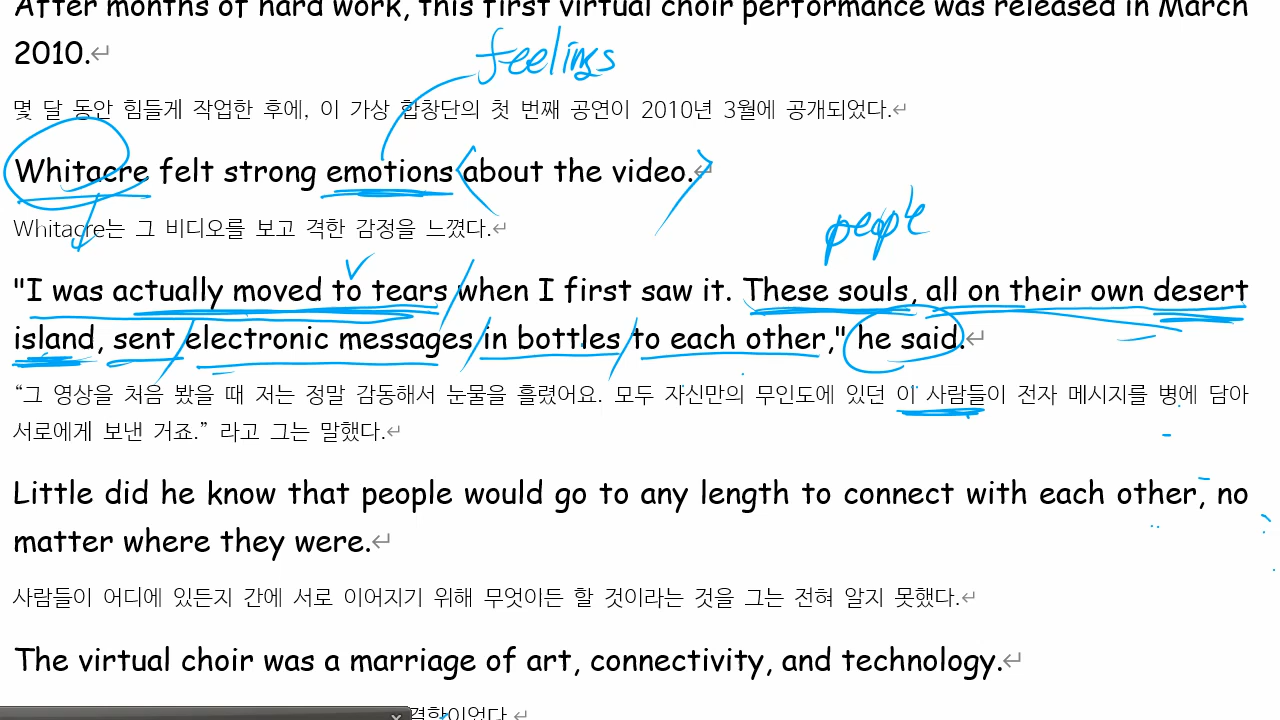 After months of hard work, this first virtual choir performance was released in March
feelings
2010.↵
몇 달 동안 힘들게 작업한 후에, 이 가상 합창단의 첫 번째 공연이 2010년 3월에 공개되었다.↵
Whitacre felt strong emotions about the video.↵
Whitacre는 그 비디오를 보고 격한 감정을 느꼈다.↵
people
"I was actually moved to tears when I first saw it. These souls, all on their own desert
island, sent electronic messages in bottles to each other," he said.↵
“그 영상을 처음 봤을 때 저는 정말 감동해서 눈물을 흘렸어요. 모두 자신만의 무인도에 있던 이 사람들이 전자 메시지를 병에 담아
서로에게 보낸 거죠.” 라고 그는 말했다.↵
Little did he know that people would go to any length to connect with each other, no
matter where they were.↵
사람들이 어디에 있든지 간에 서로 이어지기 위해 무엇이든 할 것이라는 것을 그는 전혀 알지 못했다.↵
The virtual choir was a marriage of art, connectivity, and technology.↵